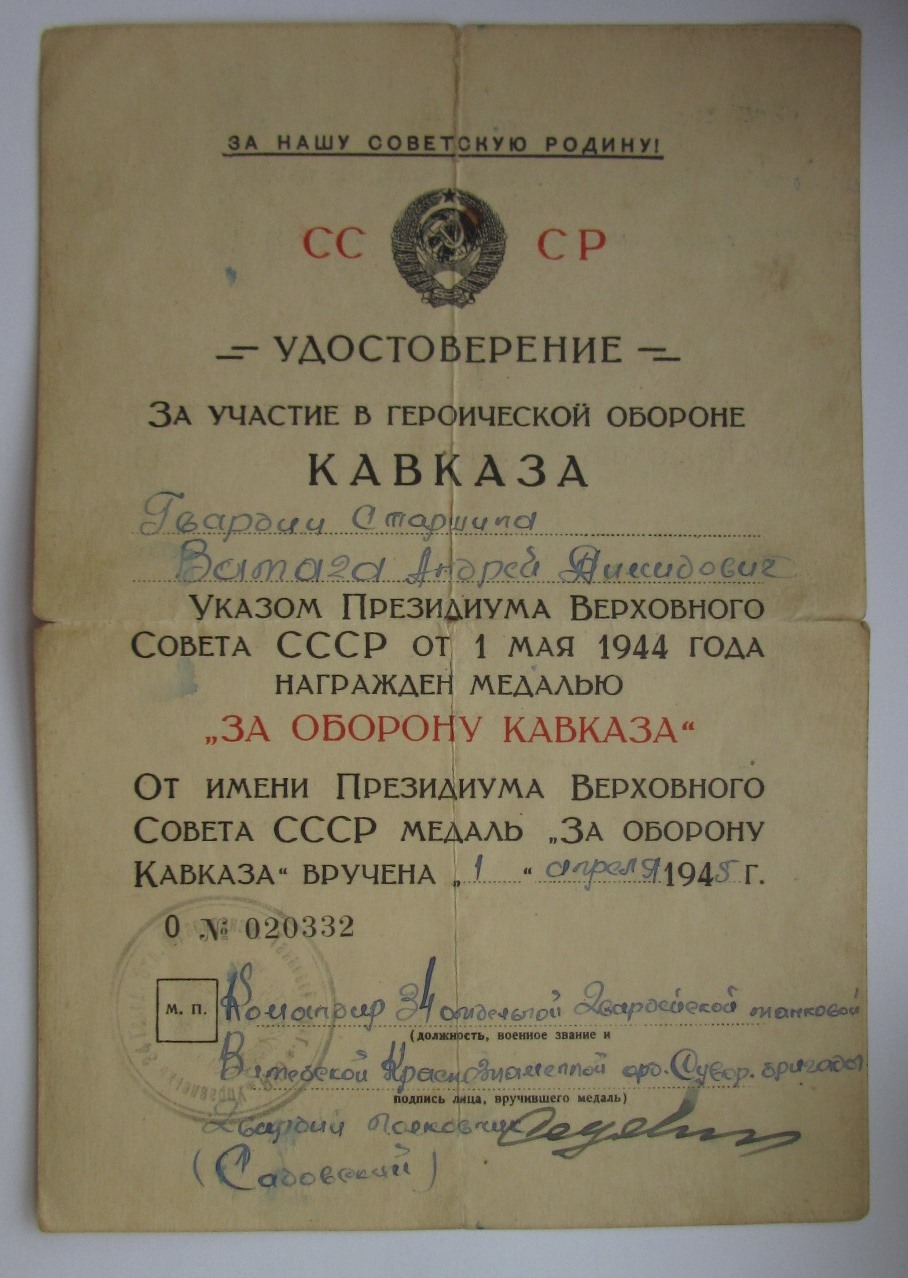 ЗА НАШУ СОВЕТСКУЮ РОДИНУ!
СС СР
УДОСТОВЕРЕНИЕ
ЗА УЧАСТИЕ В ГЕРОИЧЕСКОЙ ОБОРОНЕ
КАВКАЗА
Гвардии Старшина
Ватага Андрей Димидович
УКАЗОМ ПРЕЗИДИУМА ВЕРХОВНОГО
СОВЕТА СССР ОТ 1 МАЯ 1944 ГОДА
НАГРАЖДЕН МЕДАЛЬЮ
„ЗА ОБОРОНУ КАВКАЗА“
ОТ ИМЕНИ ПРЕЗИДИУМА ВЕРХОВНОГО
СОВЕТА СССР МЕДАЛЬ „ЗА ОБОРОНУ
КАВКАЗА“ ВРУЧЕНА „1“ апреля 1945 Г.
О № 020332
М. П.
Командир 34 отдельной Гвардейской танковой
(должность, военное звание и
Витебской Краснознаменной орд. Сувор. бригады
подпись лица, вручившего медаль)
Гвардии полковник
(Садовский)